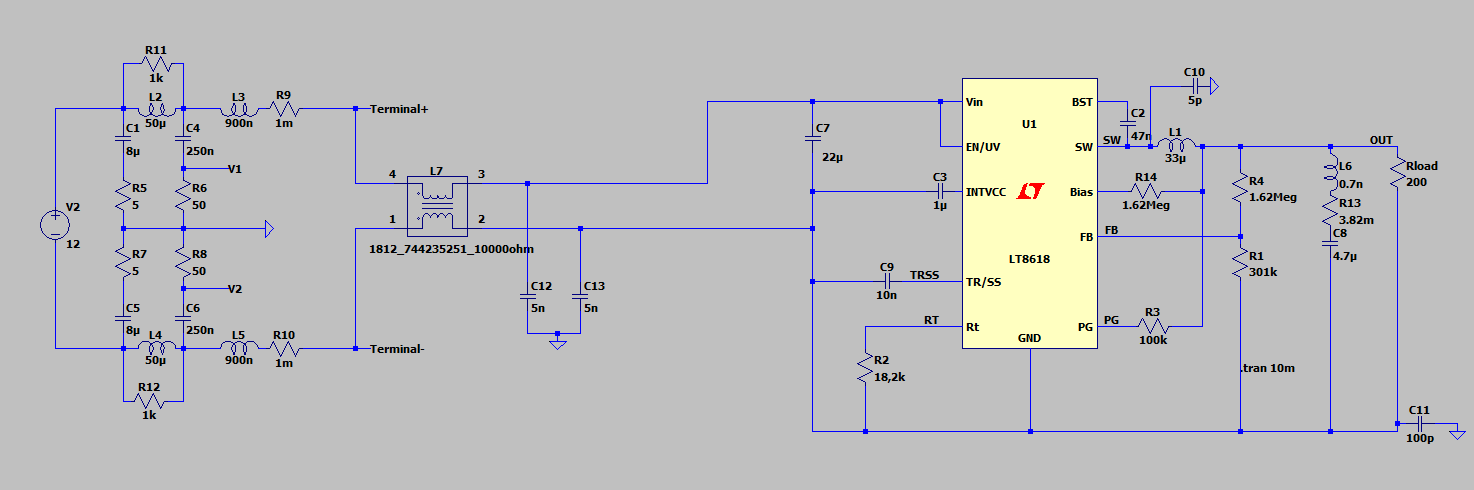 R11
1k
L2
50µ
L3
900n
R9
1m
Terminal+
C1
8µ
C4
250n
V1
R5
5
R6
50
V2
12
R7
5
R8
50
V2
C5
8µ
C6
250n
L4
50µ
L5
900n
R10
1m
Terminal-
R12
1k
4
L7
3
1
2
1812_744235251_10000ohm
C12
5n
C13
5n
C7
22µ
C3
1µ
C9
10n
TRSS
RT
R2
18,2k
Vin
BST
U1
EN/UV
SW
INTVCC
Bias
FB
LT8618
TR/SS
Rt
PG
GND
C10
5p
C2
47n
SW
L1
33µ
OUT
R14
1.62Meg
R4
1.62Meg
L6
0.7n
Rload
200
R13
3.82m
FB
C8
4.7µ
R1
301k
PG
R3
100k
.tran 10m
C11
100p